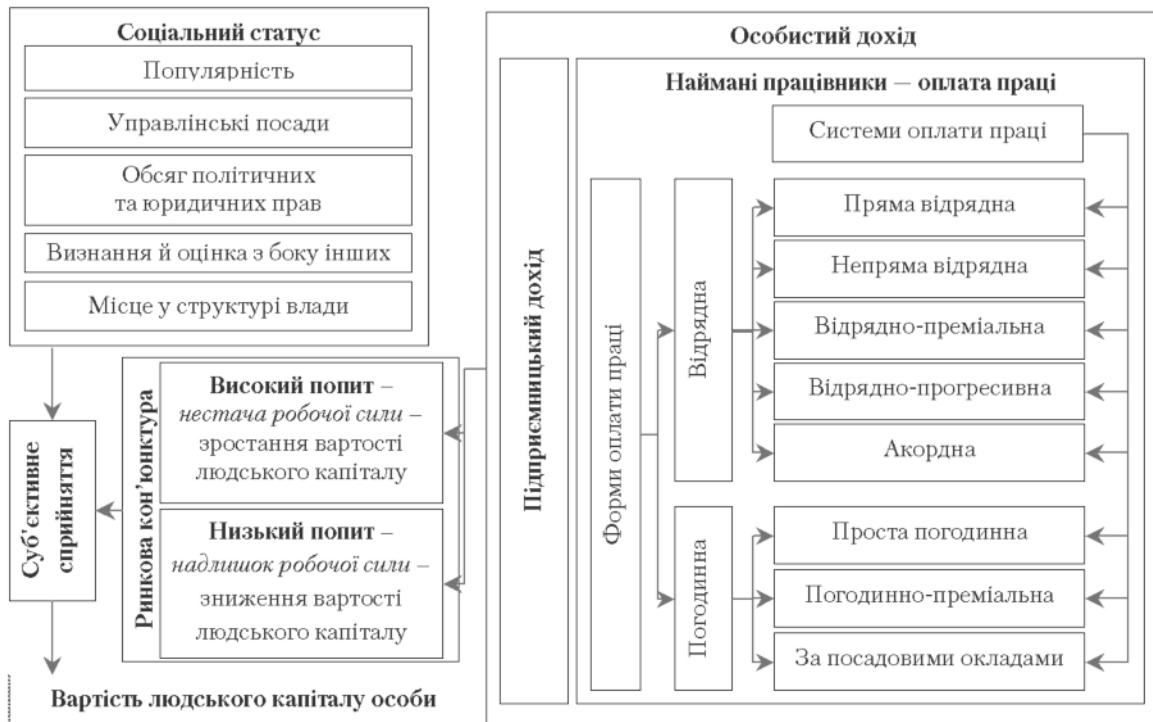 Соціальний статус
Популярність
Управлінські посади
Обсяг політичних
та юридичних прав
Визнання й оцінка з боку інших
Місце у структурі влади
Суб'єктивне
сприйняття
Ринкова кон'юнктура
Високий попит –
нестача робочої сили –
зростання вартості
людського капіталу
Низький попит –
надлишок робочої сили –
зниження вартості
людського капіталу
Вартість людського капіталу особи
Особистий дохід
Підприємницький дохід
Наймані працівники — оплата праці
Системи оплати праці
Форми оплати праці
Відрядна
Пряма відрядна
Непряма відрядна
Відрядно-преміальна
Відрядно-прогресивна
Акордна
Погодинна
Проста погодинна
Погодинно-преміальна
За посадовими окладами